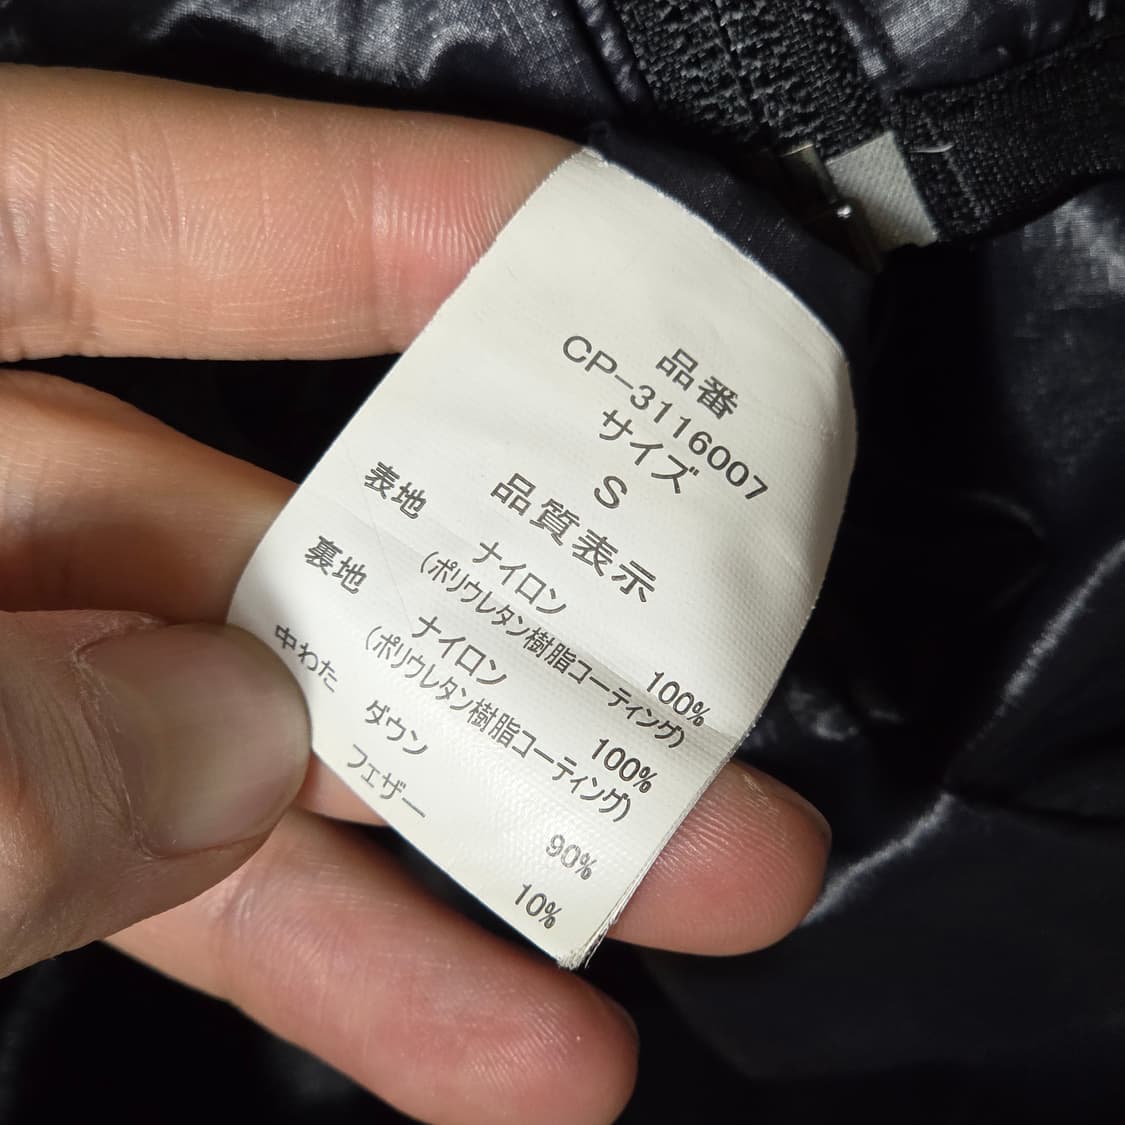 品番
CP-3116007
サイズ
S
品質表示
表地 ナイロン 100%
(ポリウレタン樹脂コーティング)
裏地 ナイロン 100%
(ポリウレタン樹脂コーティング)
中わた ダウン 90%
フェザー 10%